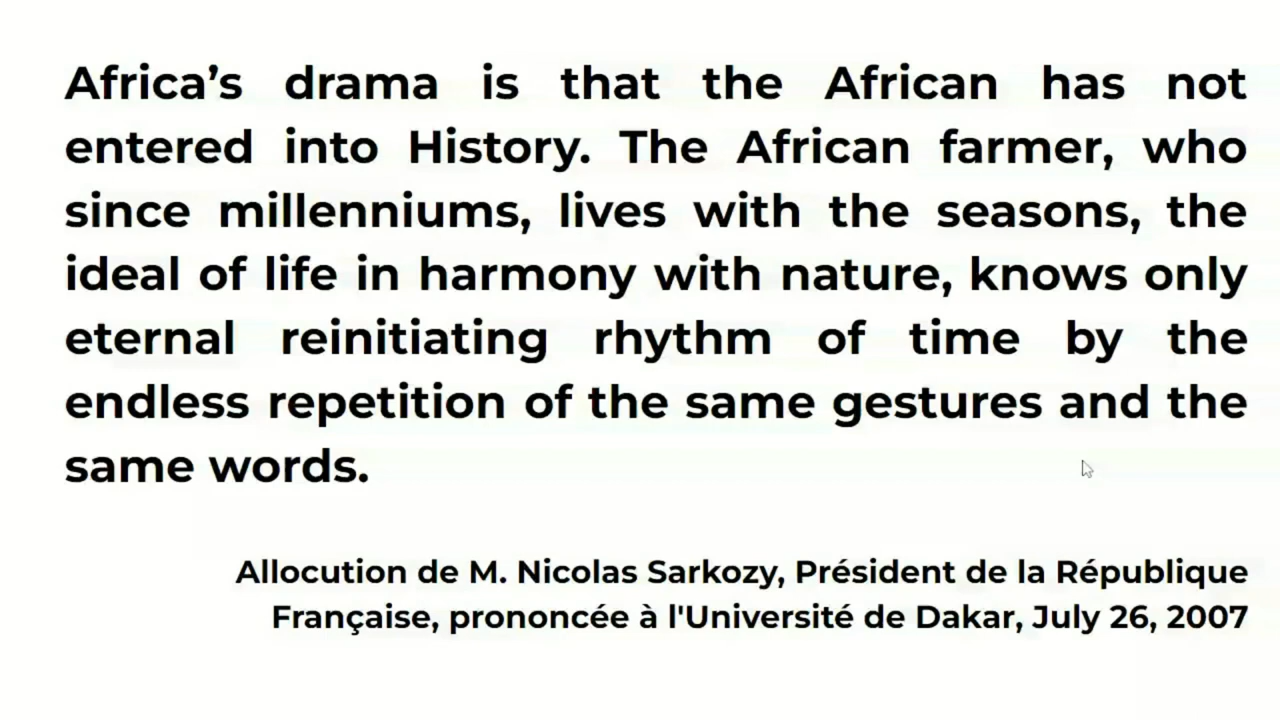 Africa’s drama is that the African has not
entered into History. The African farmer, who
since millenniums, lives with the seasons, the
ideal of life in harmony with nature, knows only
eternal reinitiating rhythm of time by the
endless repetition of the same gestures and the
same words.
Allocution de M. Nicolas Sarkozy, Président de la République
Française, prononcée à l'Université de Dakar, July 26, 2007